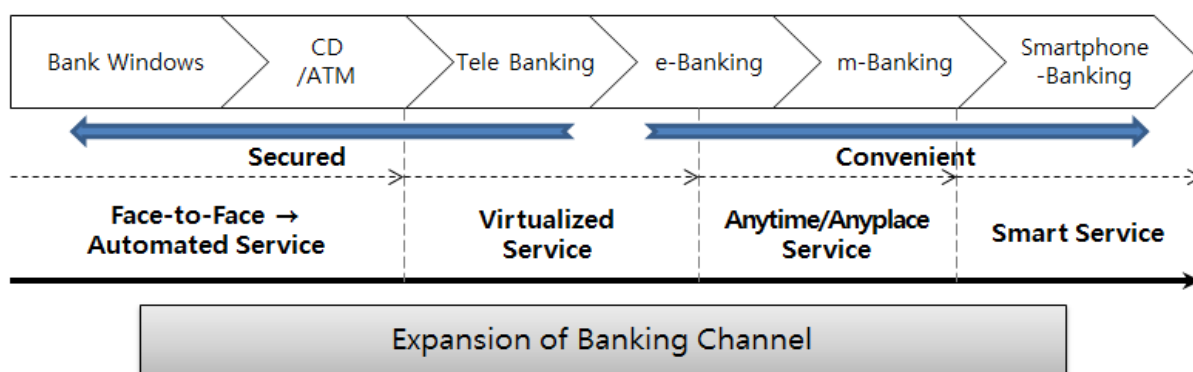 Bank Windows
CD
/ATM
Tele Banking
e-Banking
m-Banking
Smartphone
-Banking
Secured
Convenient
Face-to-Face →
Automated Service
Virtualized
Service
Anytime/Anyplace
Service
Smart Service
Expansion of Banking Channel